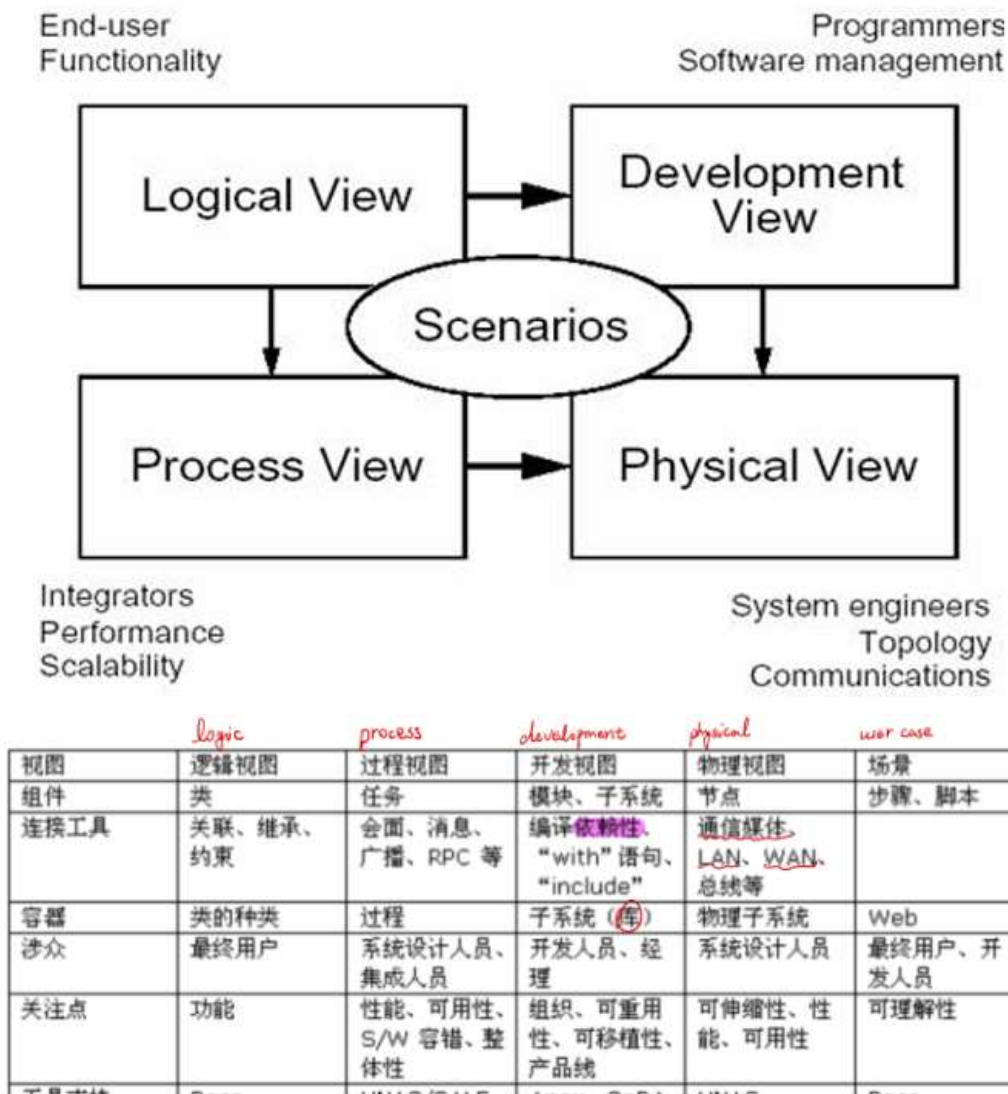 End-user
Functionality
Programmers
Software management
Logical View
Development
View
Scenarios
Process View
Physical View
Integrators
Performance
Scalability
System engineers
Topology
Communications
logic process development physical user case
视图 逻辑视图 过程视图 开发视图 物理视图 场景
组件 类 任务 模块、子系统 节点 步骤、脚本
连接工具 关联、继承、 会面、消息、 编译依赖性、 通信媒体、
约束 广播、RPC 等 “with” 语句、 LAN、WAN、
“include” 总线等
容器 类的种类 过程 子系统（库） 物理子系统 Web
涉众 最终用户 系统设计人员、 开发人员、经 系统设计人员 最终用户、开
集成人员 理 发人员
关注点 功能 性能、可用性、 组织、可重用 可伸缩性、性 可理解性
S/W 容错、整 性、可移植性、 能、可用性
体性 产品线